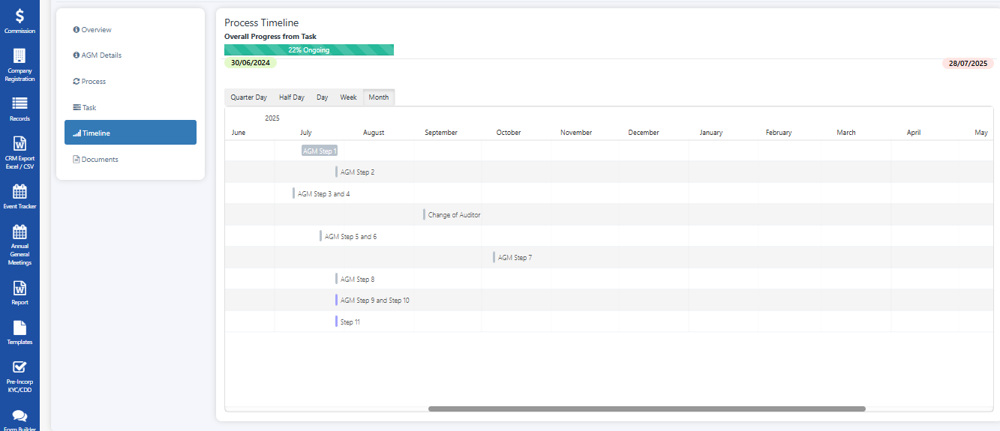 Commission
Company
Registration
Records
CRM Export
Excel / CSV
Event Tracker
Annual
General
Meetings
Report
Templates
Pre-Incorp
KYC/CDD
Form Builder
Overview
AGM Details
Process
Task
Timeline
Documents
Process Timeline
Overall Progress from Task
22% Ongoing
30/06/2024
28/07/2025
Quarter Day Half Day Day Week Month
2025
June July August September October November December January February March April May
AGM Step 1
AGM Step 2
AGM Step 3 and 4
Change of Auditor
AGM Step 5 and 6
AGM Step 7
AGM Step 8
AGM Step 9 and Step 10
Step 11